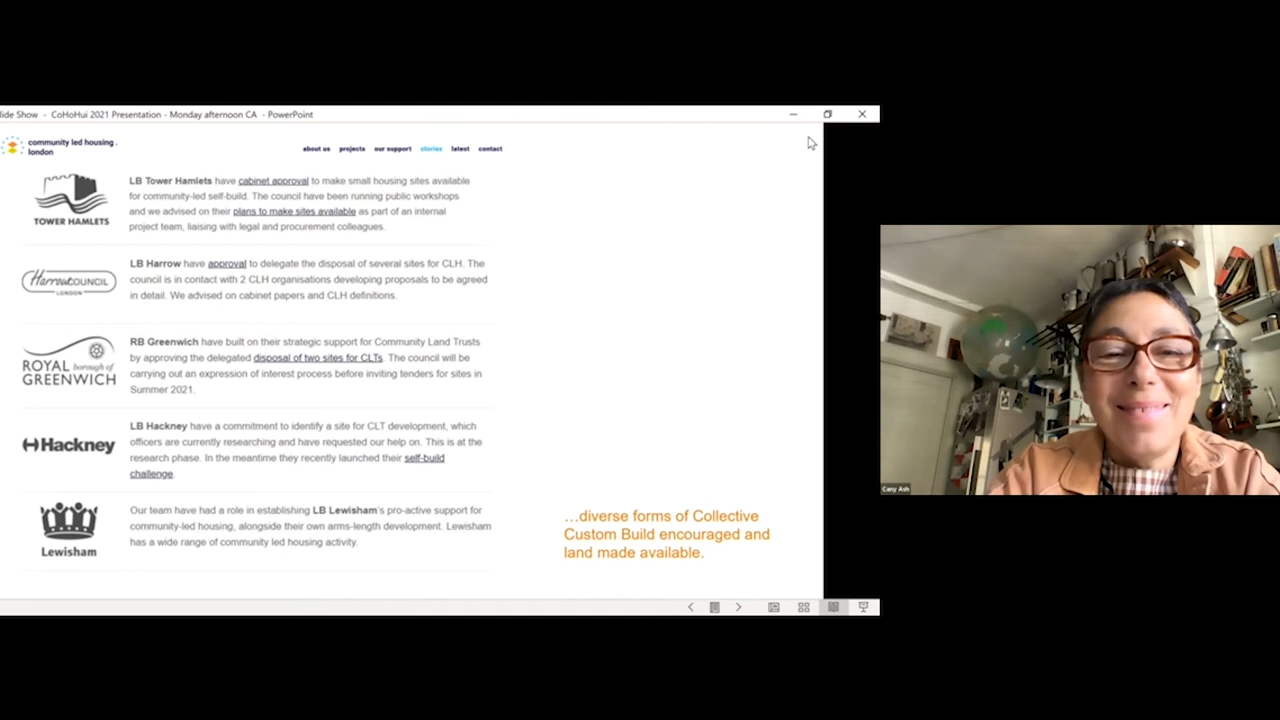 lide Show - CoHoHui 2021 Presentation - Monday afternoon CA - PowerPoint
community led housing.
london
about us projects our support stories latest contact
TOWER HAMLETS
LB Tower Hamlets have cabinet approval to make small housing sites available
for community-led self-build. The council have been running public workshops
and we advised on their plans to make sites available as part of an internal
project team, liaising with legal and procurement colleagues.
HarrowCOUNCIL
LONDON
LB Harrow have approval to delegate the disposal of several sites for CLH. The
council is in contact with 2 CLH organisations developing proposals to be agreed
in detail. We advised on cabinet papers and CLH definitions.
ROYAL borough of
GREENWICH
RB Greenwich have built on their strategic support for Community Land Trusts
by approving the delegated disposal of two sites for CLTs. The council will be
carrying out an expression of interest process before inviting tenders for sites in
Summer 2021.
Hackney
LB Hackney have a commitment to identify a site for CLT development, which
officers are currently researching and have requested our help on. This is at the
research phase. In the meantime they recently launched their self-build
challenge.
Lewisham
Our team have had a role in establishing LB Lewisham's pro-active support for
community-led housing, alongside their own arms-length development. Lewisham
has a wide range of community led housing activity.
...diverse forms of Collective
Custom Build encouraged and
land made available.
Cany Ash